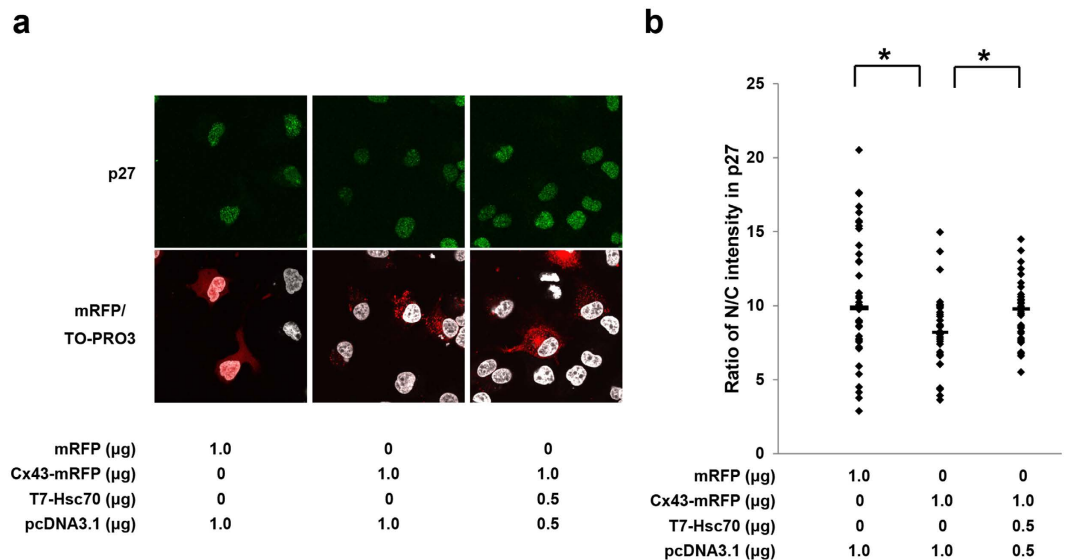 a
p27
mRFP/
TO-PRO3
mRFP (µg) 1.0 0 0
Cx43-mRFP (µg) 0 1.0 1.0
T7-Hsc70 (µg) 0 0 0.5
pcDNA3.1 (µg) 1.0 1.0 0.5
b
* *
Ratio of N/C intensity in p27
25
20
15
10
5
0
mRFP (µg) 1.0 0 0
Cx43-mRFP (µg) 0 1.0 1.0
T7-Hsc70 (µg) 0 0 0.5
pcDNA3.1 (µg) 1.0 1.0 0.5